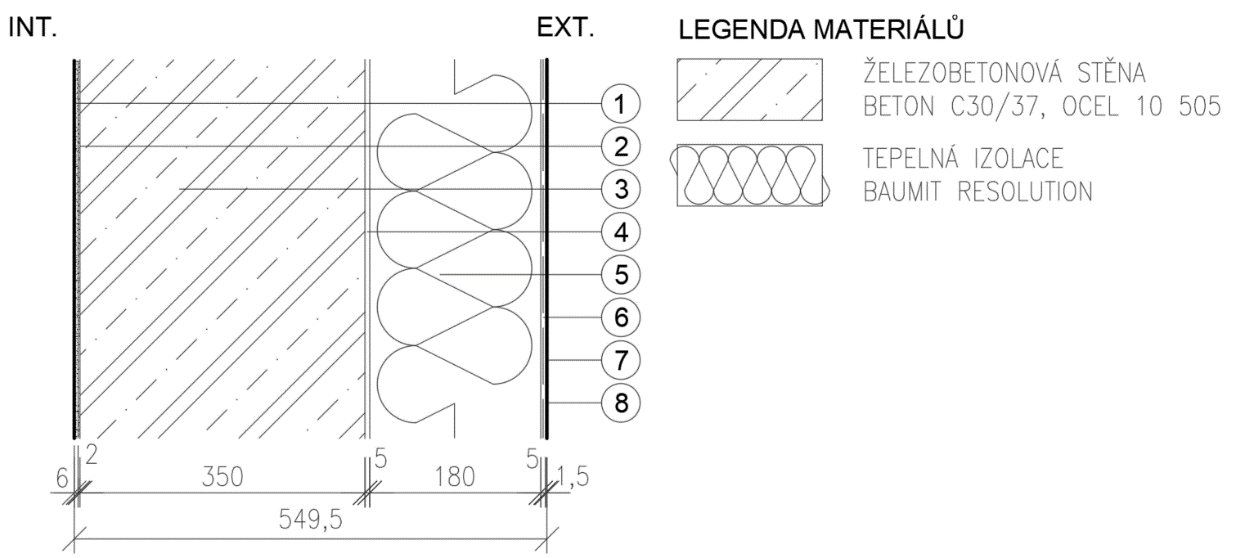 INT.
EXT.
LEGENDA MATERIÁLŮ
ŽELEZOBETONOVÁ STĚNA
BETON C30/37, OCEL 10 505
TEPELNÁ IZOLACE
BAUMIT RESOLUTION
1
2
3
4
5
6
7
8
6 2 350 5 180 5 1,5
549,5